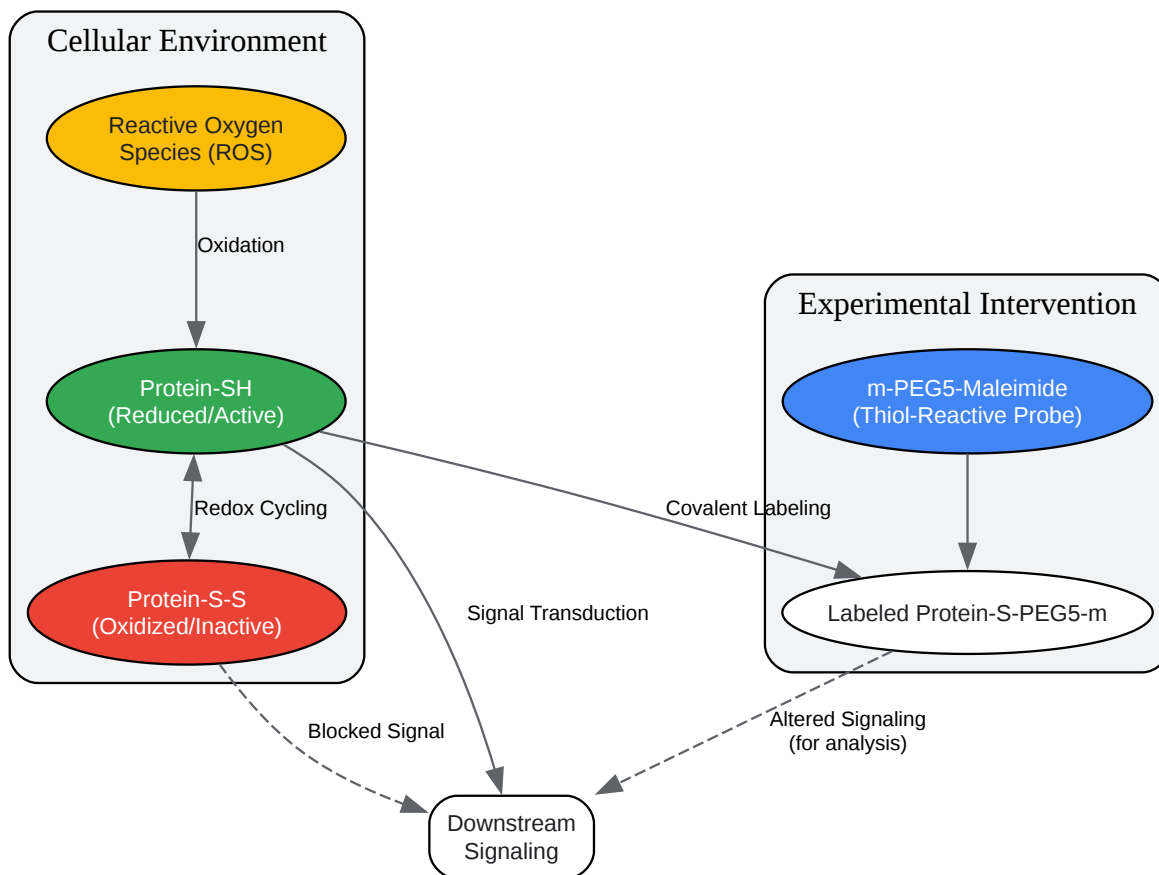 Cellular Environment
Reactive Oxygen
Species (ROS)
Oxidation
Protein-SH
(Reduced/Active)
Redox Cycling
Protein-S-S
(Oxidized/Inactive)
Experimental Intervention
m-PEG5-Maleimide
(Thiol-Reactive Probe)
Covalent Labeling
Labeled Protein-S-PEG5-m
Signal Transduction
Blocked Signal
Altered Signaling
(for analysis)
Downstream
Signaling